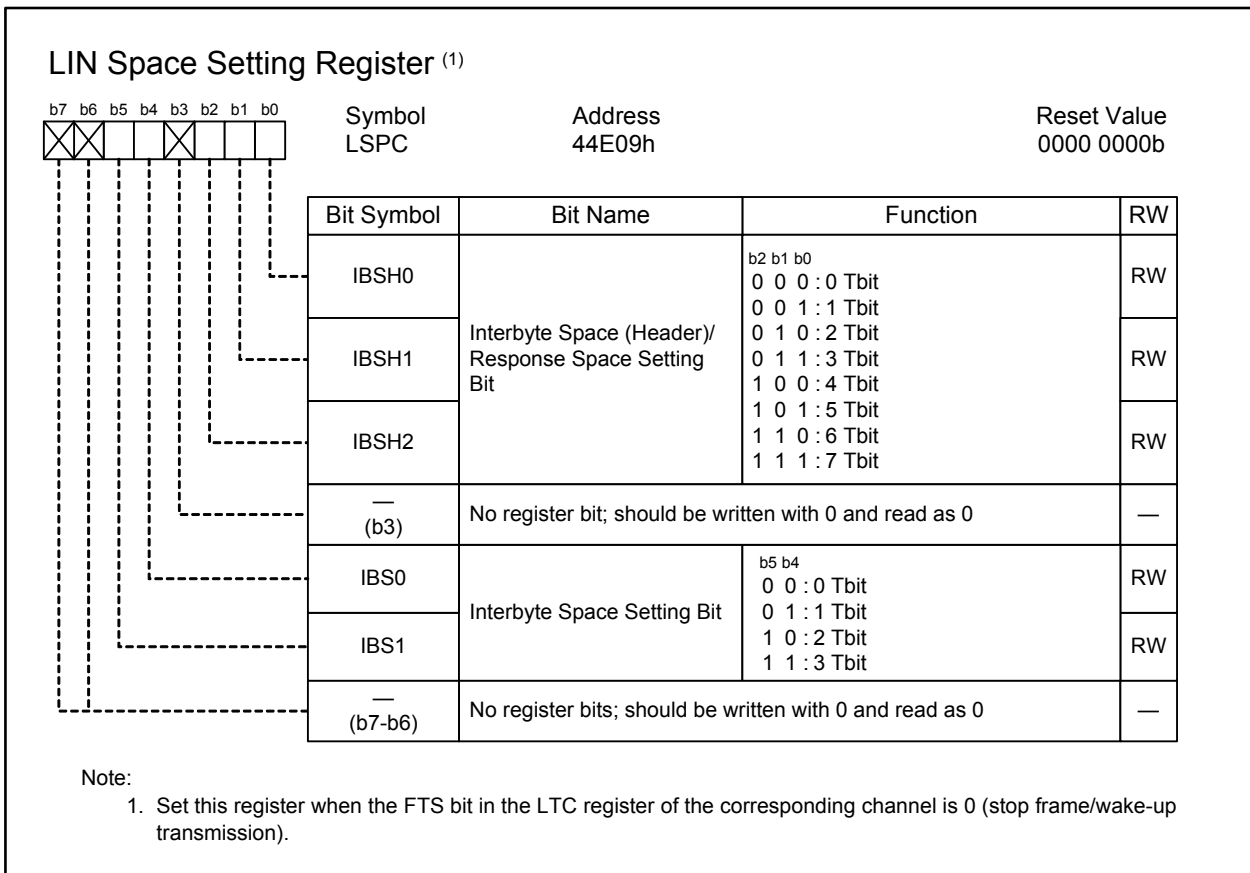 LIN Space Setting Register (1)
b7 b6 b5 b4 b3 b2 b1 b0
Symbol Address Reset Value
LSPC 44E09h 0000 0000b
Bit Symbol Bit Name Function RW
IBSH0
IBSH1
IBSH2
Interbyte Space (Header)/
Response Space Setting
Bit
b2 b1 b0
0 0 0 : 0 Tbit
0 0 1 : 1 Tbit
0 1 0 : 2 Tbit
0 1 1 : 3 Tbit
1 0 0 : 4 Tbit
1 0 1 : 5 Tbit
1 1 0 : 6 Tbit
1 1 1 : 7 Tbit
RW
RW
RW
—
(b3)
No register bit; should be written with 0 and read as 0
—
IBS0
IBS1
Interbyte Space Setting Bit
b5 b4
0 0 : 0 Tbit
0 1 : 1 Tbit
1 0 : 2 Tbit
1 1 : 3 Tbit
RW
RW
—
(b7-b6)
No register bits; should be written with 0 and read as 0
—
Note:
1. Set this register when the FTS bit in the LTC register of the corresponding channel is 0 (stop frame/wake-up
transmission).